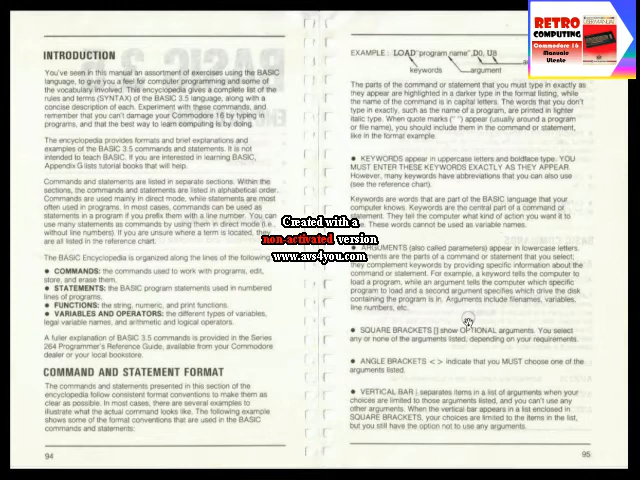 INTRODUCTION
You've seen in this manual an assortment of exercises using the BASIC
language, to give you a feel for computer programming and some of
the vocabulary involved. This encyclopedia gives a complete list of the
rules and terms (SYNTAX) of the BASIC 3.5 language, along with a
concise description of each. Experiment with these commands, and
remember that you can't damage your Commodore 16 by typing in
programs, and that the best way to learn computing is by doing.
The encyclopedia provides formats and brief explanations and
examples of the BASIC 3.5 commands and statements. It is not
intended to teach BASIC. If you are interested in learning BASIC,
Appendix G lists tutorial books that will help.
Commands and statements are listed in separate sections. Within the
sections, the commands and statements are listed in alphabetical order.
Commands are used mainly in direct mode, while statements are most
often used in programs. In most cases, commands can be used as
statements in a program if you prefix them with a line number. You can
use many statements as commands by using them in direct mode (i.e.,
without line numbers). If you are unsure where a term is located, they
are all listed in the reference chart.
The BASIC Encyclopedia is organized along the lines of the following:
● COMMANDS: the commands used to work with programs, edit,
store, and erase them.
● STATEMENTS: the BASIC program statements used in numbered
lines of programs.
● FUNCTIONS: the string, numeric, and print functions.
● VARIABLES AND OPERATORS: the different types of variables,
legal variable names, and arithmetic and logical operators.
A fuller explanation of BASIC 3.5 commands is provided in the Series
264 Programmer's Reference Guide, available from your Commodore
dealer or your local bookstore.
COMMAND AND STATEMENT FORMAT
The commands and statements presented in this section of the
encyclopedia follow consistent format conventions to make them as
clear as possible. In most cases, there are several examples to
illustrate what the actual command looks like. The following example
shows some of the format conventions that are used in the BASIC
commands and statements:
94
EXAMPLE : LOAD "program name", D0, U8
keywords argument
The parts of the command or statement that you must type in exactly as
they appear are highlighted in a darker type in the format listing, while
the name of the command is in capital letters. The words that you don't
type in exactly, such as the name of a program, are printed in lighter
italic type. When quote marks (" ") appear (usually around a program
or file name), you should include them in the command or statement,
like in the format example.
● KEYWORDS appear in uppercase letters and boldface type. YOU
MUST ENTER THESE KEYWORDS EXACTLY AS THEY APPEAR
However, many keywords have abbreviations that you can also use
(see the reference chart).
Keywords are words that are part of the BASIC language that your
computer knows. Keywords are the central part of a command or
statement. They tell the computer what kind of action you want it to
These words cannot be used as variable names.
● ARGUMENTS (also called parameters) appear in lowercase letters.
Arguments are the parts of a command or statement that you select;
they complement keywords by providing specific information about the
command or statement. For example, a keyword tells the computer to
load a program, while an argument tells the computer which specific
program to load and a second argument specifies which drive the disk
containing the program is in. Arguments include filenames, variables,
line numbers, etc.
● SQUARE BRACKETS [] show OPTIONAL arguments. You select
any or none of the arguments listed, depending on your requirements.
● ANGLE BRACKETS < > indicate that you MUST choose one of the
arguments listed.
● VERTICAL BAR | separates items in a list of arguments when your
choices are limited to those arguments listed, and you can't use any
other arguments. When the vertical bar appears in a list enclosed in
SQUARE BRACKETS, your choices are limited to the items in the list,
but you still have the option not to use any arguments.
95
RETRO
COMPUTING
Commodore 16
Manuale
Utente
Created with a
non-activated version
www.avs4you.com